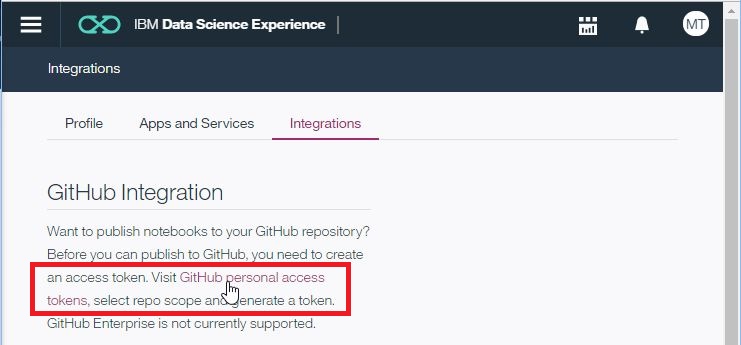 IBM Data Science Experience
MT
Integrations
Profile Apps and Services Integrations
GitHub Integration
Want to publish notebooks to your GitHub repository?
Before you can publish to GitHub, you need to create
an access token. Visit GitHub personal access
tokens, select repo scope and generate a token.
GitHub Enterprise is not currently supported.